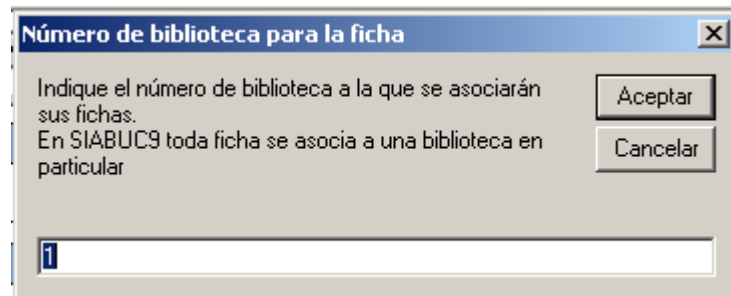 Número de biblioteca para la ficha
Indique el número de biblioteca a la que se asociarán
sus fichas.
En SIABUC9 toda ficha se asocia a una biblioteca en
particular
Aceptar
Cancelar
1